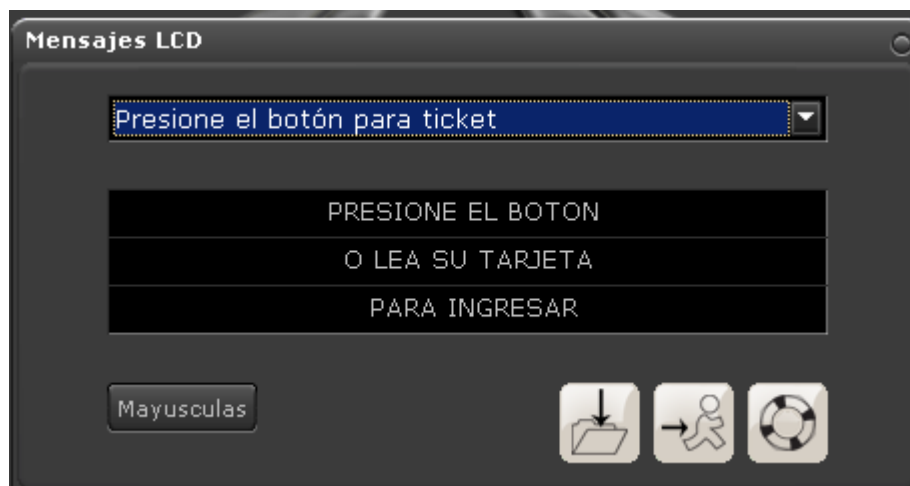 Mensajes LCD
Presione el botón para ticket
PRESIONE EL BOTON
O LEA SU TARJETA
PARA INGRESAR
Mayusculas